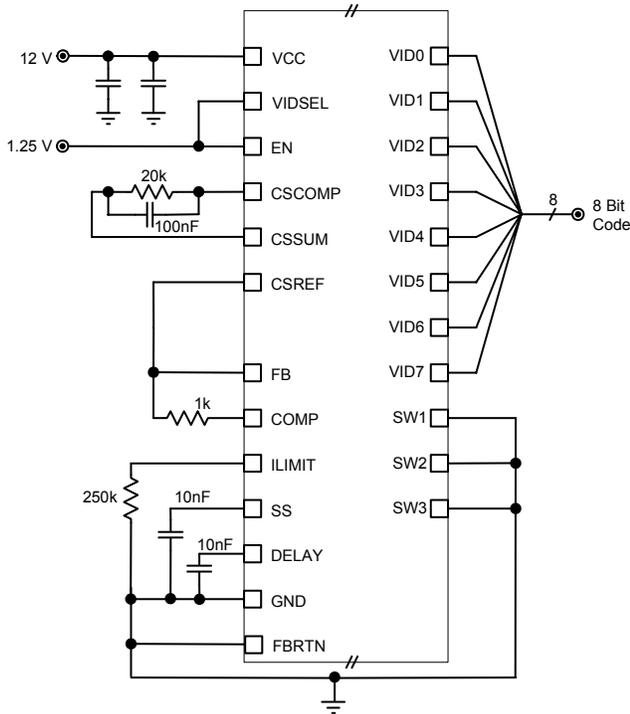 12 V
VCC
VID0
VIDSEL
VID1
1.25 V
EN
VID2
20k
CSCOMP
VID3
100nF
8
8 Bit
Code
CSSUM
VID4
CSREF
VID5
VID6
FB
VID7
1k
COMP
SW1
ILIMIT
SW2
250k
10nF
SS
SW3
10nF
DELAY
GND
FBRTN